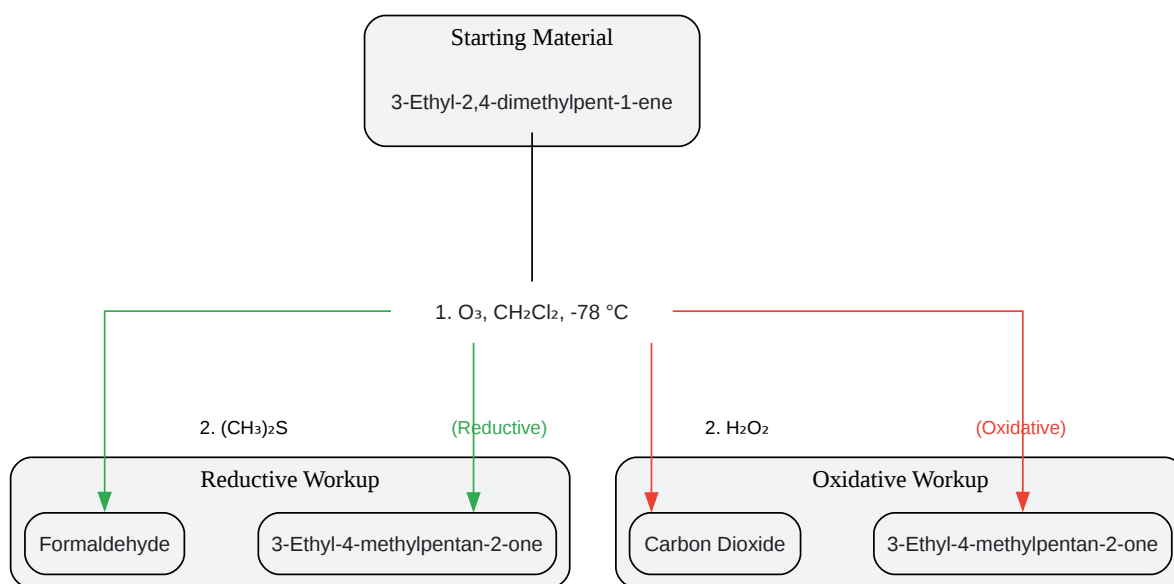 Starting Material
3-Ethyl-2,4-dimethylpent-1-ene
1. O₃, CH₂Cl₂, -78 °C
2. (CH₃)₂S
(Reductive)
2. H₂O₂
(Oxidative)
Reductive Workup
Oxidative Workup
Formaldehyde
3-Ethyl-4-methylpentan-2-one
Carbon Dioxide
3-Ethyl-4-methylpentan-2-one